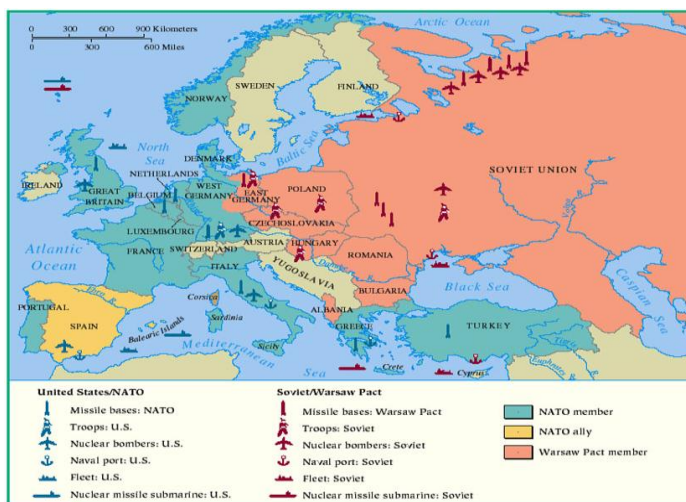 0 300 900 Kilometers
0 300 600 Miles
Arctic Ocean
NORWAY
SWEDEN
FINLAND
North
Sea
Baltic Sea
DENMARK
NETHERLANDS
IRELAND
GREAT
BRITAIN
BELGIUM
WEST
GERMANY
EAST
GERMANY
POLAND
SOVIET UNION
LUXEMBOURG
CZECHOSLOVAKIA
Atlantic
Ocean
FRANCE
SWITZERLAND
AUSTRIA
HUNGARY
ROMANIA
ITALY
YUGOSLAVIA
BULGARIA
Black Sea
Caspian Sea
PORTUGAL
SPAIN
Corsica
Sardinia
ALBANIA
Balearic Islands
GREECE
TURKEY
Sicily
Mediterranean
Sea
Crete
Cyprus
United States/NATO
Missile bases: NATO
Troops: U.S.
Nuclear bombers: U.S.
Naval port: U.S.
Fleet: U.S.
Nuclear missile submarine: U.S.
Soviet/Warsaw Pact
Missile bases: Warsaw Pact
Troops: Soviet
Nuclear bombers: Soviet
Naval port: Soviet
Fleet: Soviet
Nuclear missile submarine: Soviet
NATO member
NATO ally
Warsaw Pact member